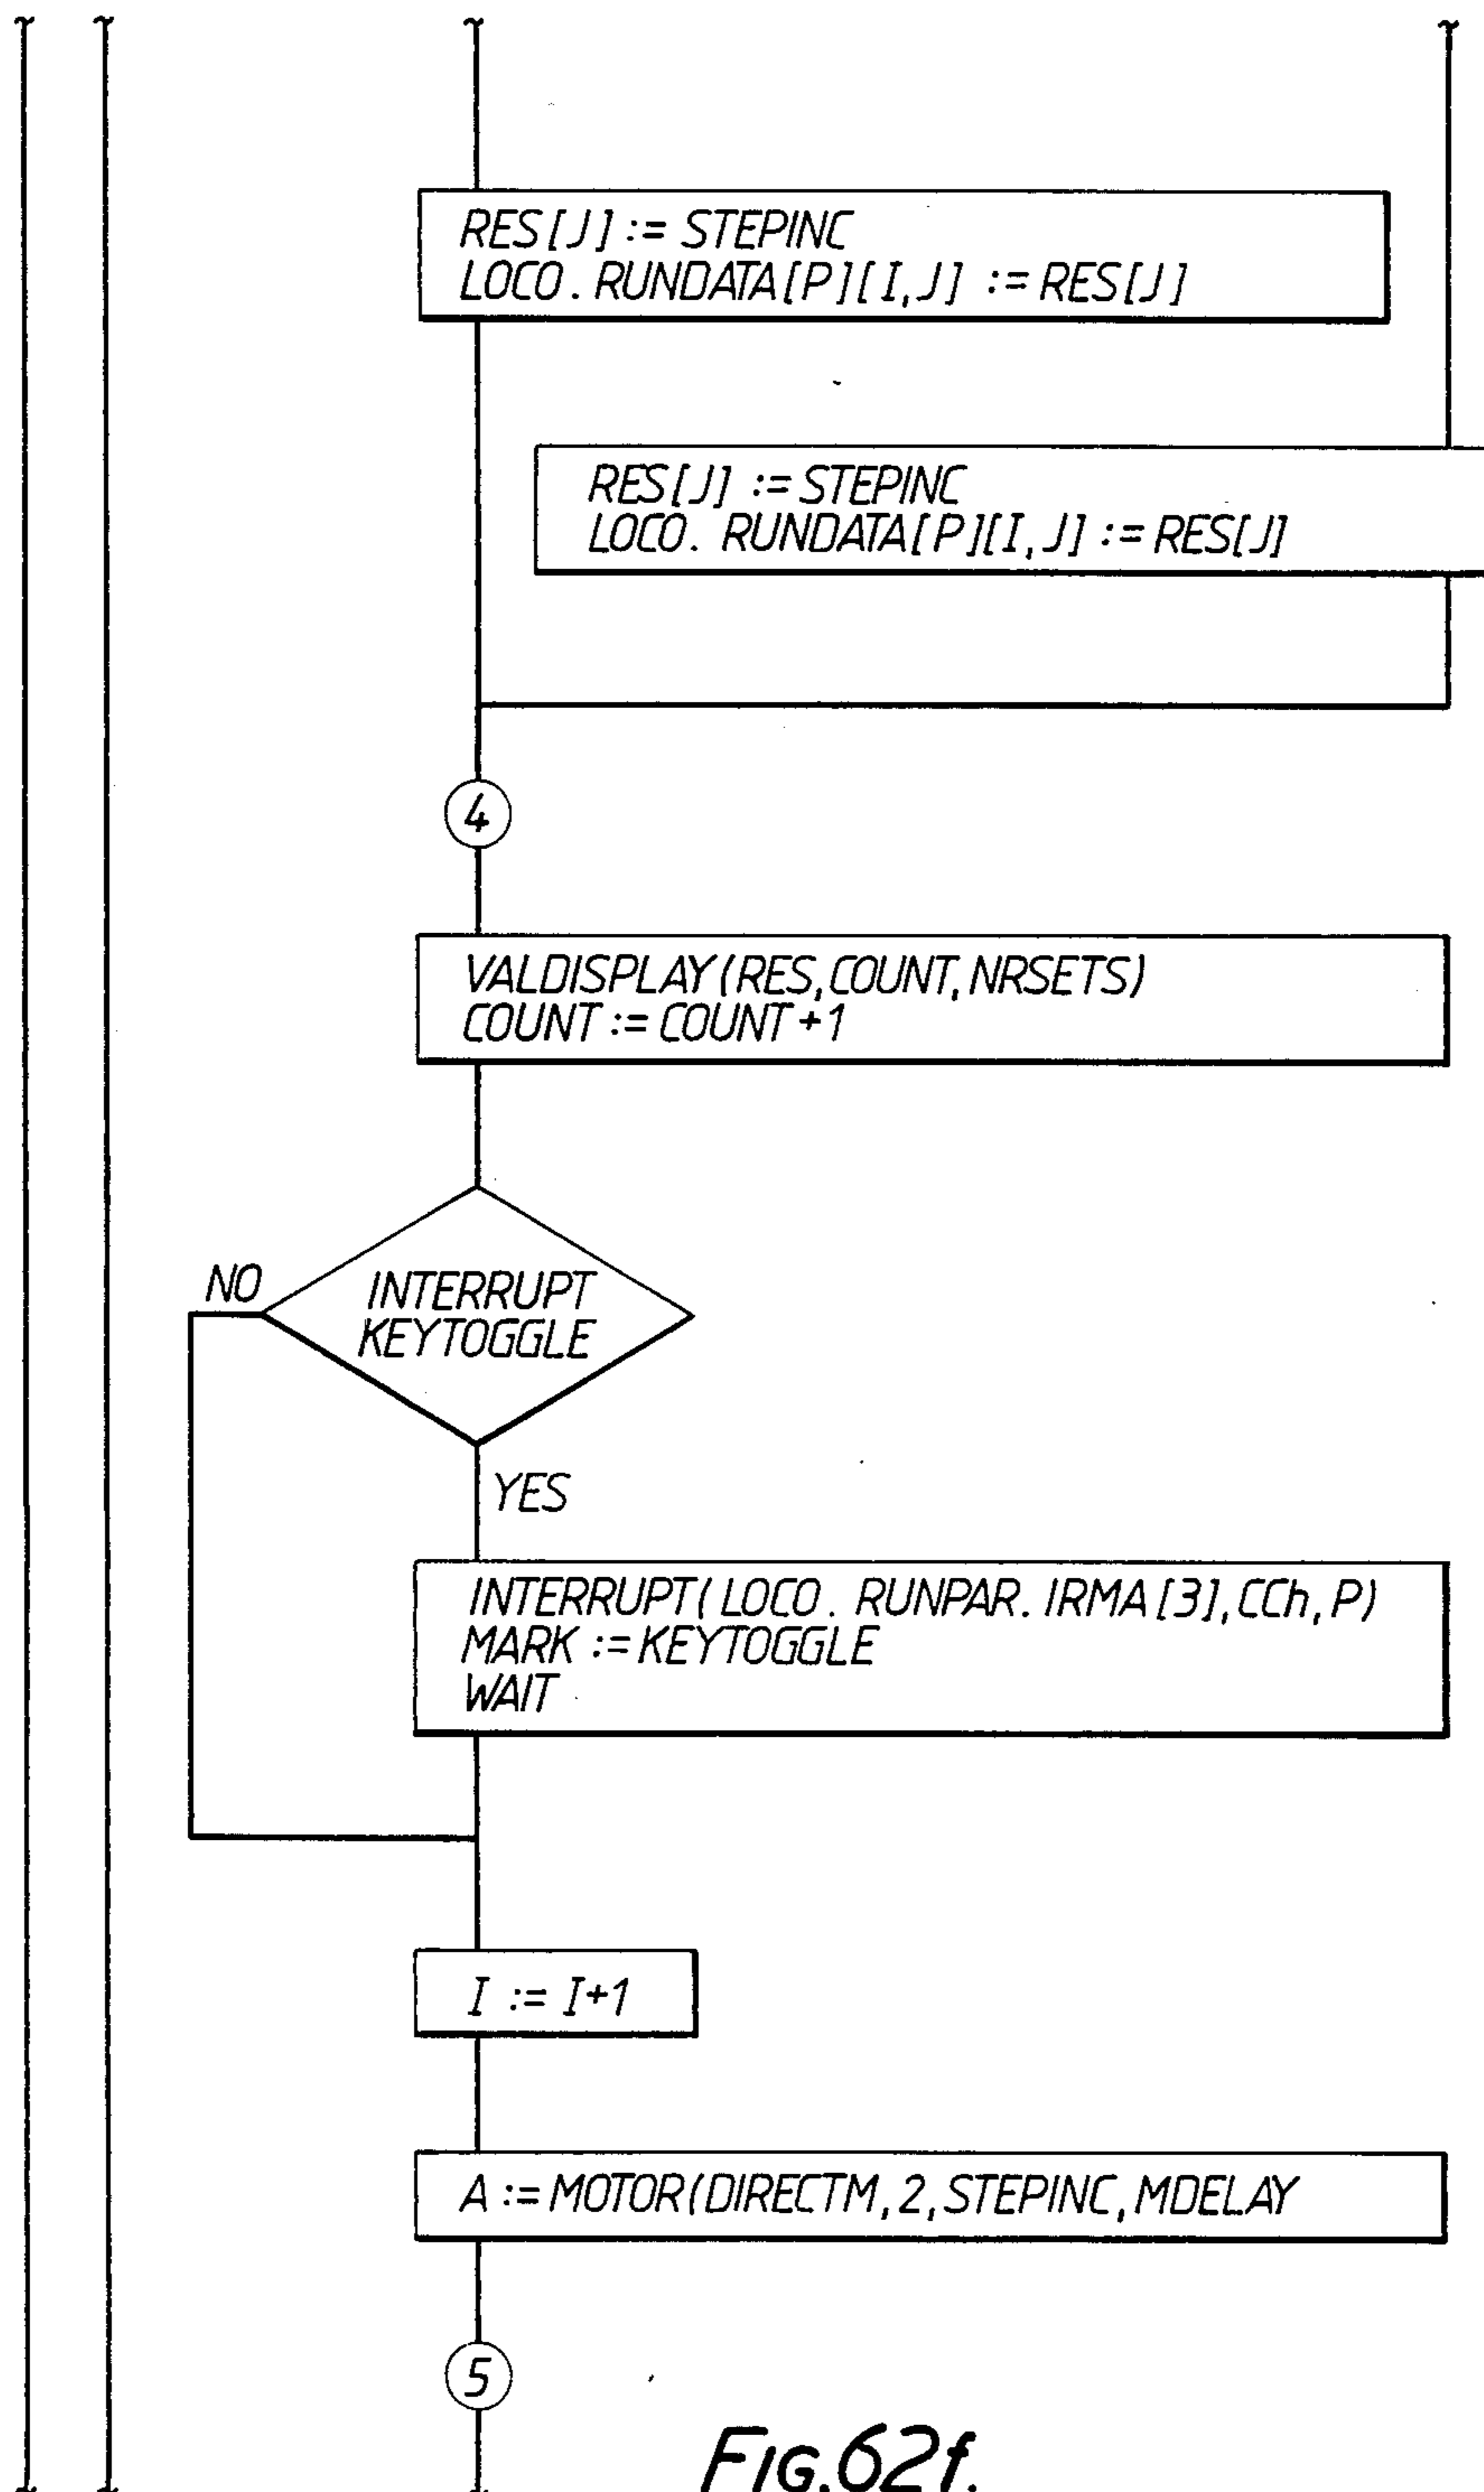 RES[J] := STEPINC
LOCO. RUNDATA[P][I,J] := RES[J]
RES[J] := STEPINC
LOCO. RUNDATA[P][I,J] := RES[J]
4
VALDISPLAY(RES,COUNT,NRSETS)
COUNT := COUNT+1
NO
INTERRUPT
KEYTOGGLE
YES
INTERRUPT(LOCO. RUNPAR. IRMA[3],CCh,P)
MARK := KEYTOGGLE
WAIT
I := I+1
A := MOTOR(DIRECTM,2,STEPINC,MDELAY
5
FIG.62f.